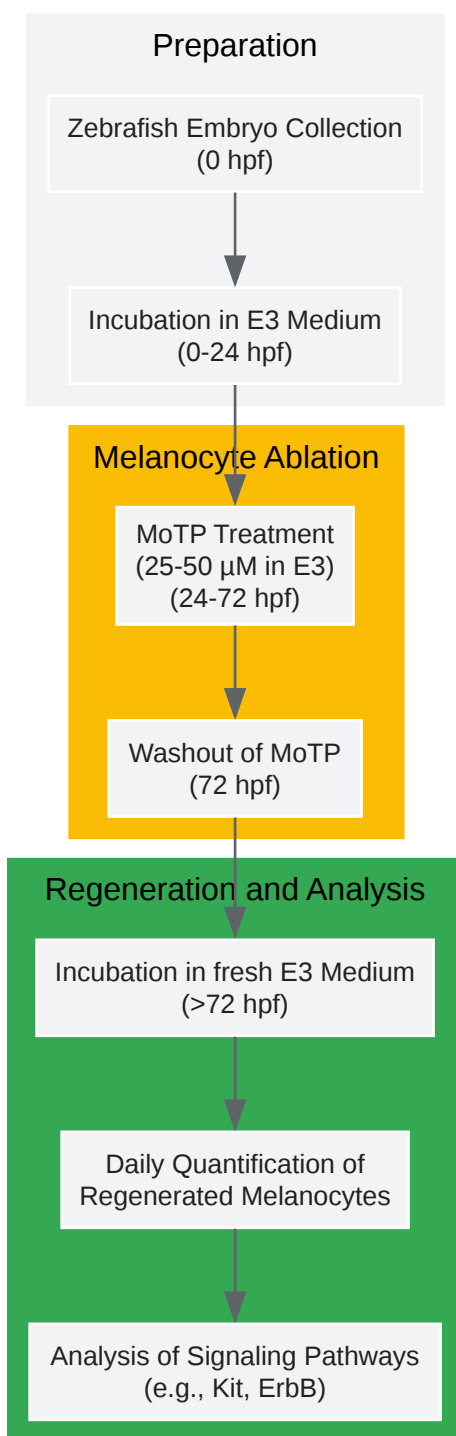 Preparation
Zebrafish Embryo Collection
(0 hpf)
Incubation in E3 Medium
(0-24 hpf)
Melanocyte Ablation
MoTP Treatment
(25-50 µM in E3)
(24-72 hpf)
Washout of MoTP
(72 hpf)
Regeneration and Analysis
Incubation in fresh E3 Medium
(>72 hpf)
Daily Quantification of
Regenerated Melanocytes
Analysis of Signaling Pathways
(e.g., Kit, ErbB)